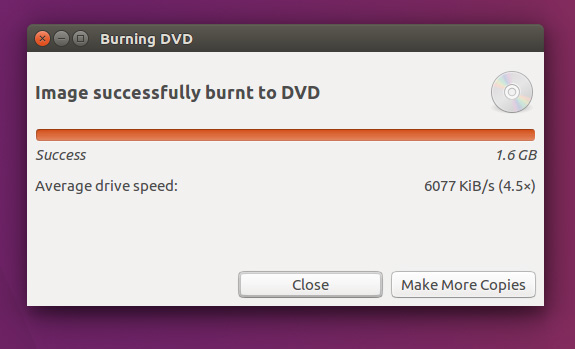 Burning DVD
Image successfully burnt to DVD
Success 1.6 GB
Average drive speed: 6077 KiB/s (4.5×)
Close Make More Copies